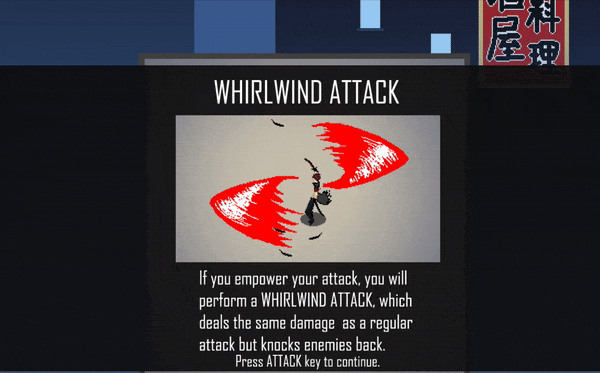 料理
屋
WHIRLWIND ATTACK
If you empower your attack, you will
perform a WHIRLWIND ATTACK, which
deals the same damage as a regular
attack but knocks enemies back.
Press ATTACK key to continue.